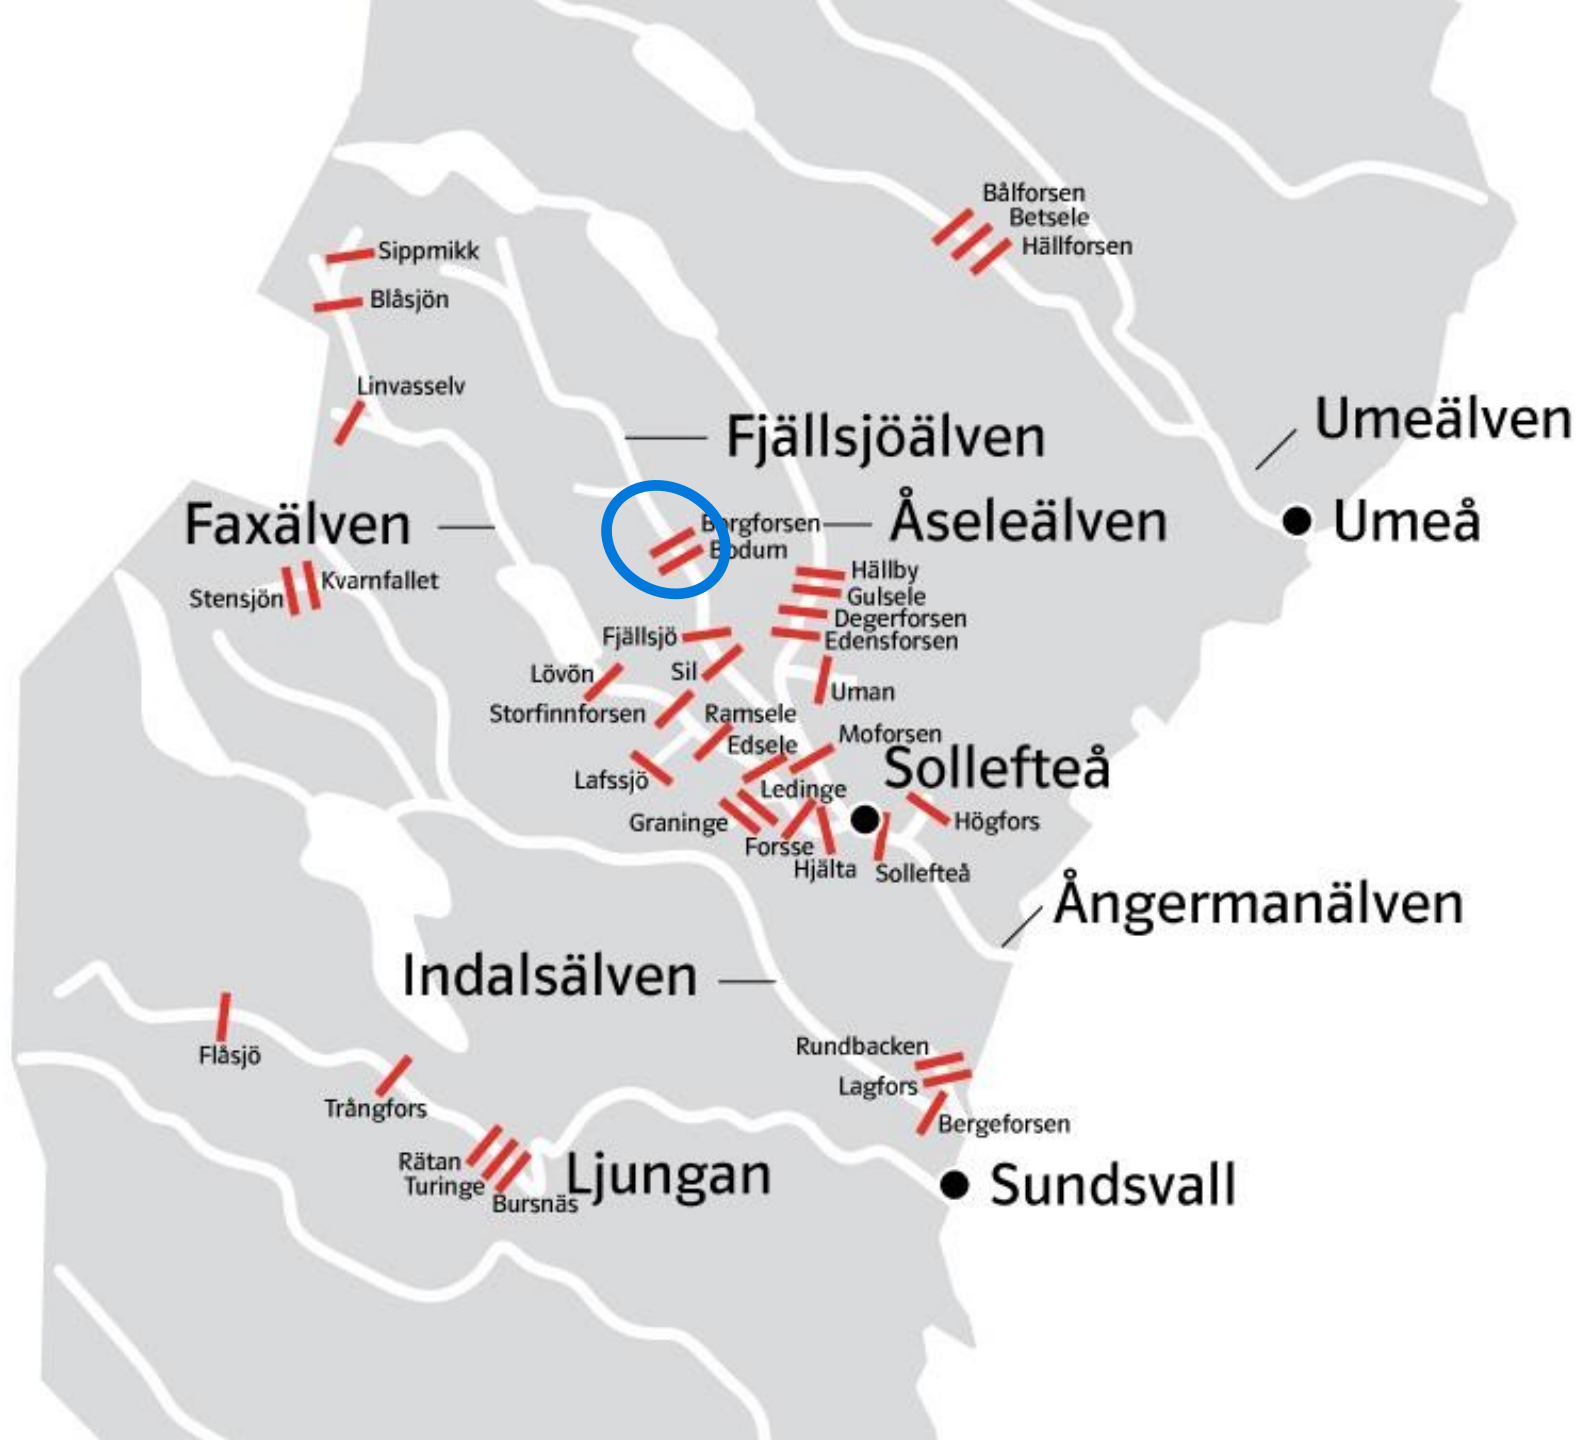 Bålforsen
Betsele
Hällforsen
Sippmikk
Blåsjön
Linvasselv
Umeälven
Fjällsjöälven
Faxälven
Borgforsen
Åseleälven
Umeå
Bodum
Hällby
Kvarnfallet
Stensjön
Gulsele
Degerforsen
Fjällsjö
Edensforsen
Lövön
Sil
Uman
Storfinnforsen
Ramsele
Moforsen
Edsele
Sollefteå
Lafssjö
Ledinge
Graninge
Högfors
Forsse
Hjälta
Sollefteå
Ångermanälven
Indalsälven
Rundbacken
Flåsjö
Lagfors
Trångfors
Bergeforsen
Rätan
Ljungan
Turinge
Sundsvall
Bursnäs